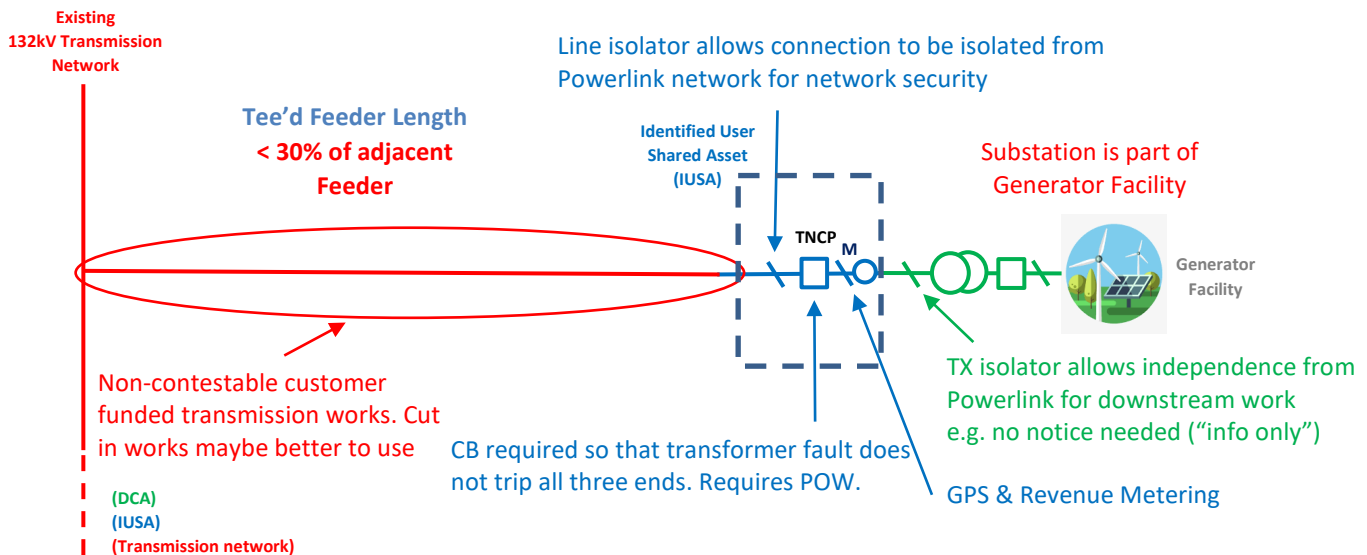 Existing
132kV Transmission
Network
Line isolator allows connection to be isolated from
Powerlink network for network security
Tee’d Feeder Length
< 30% of adjacent
Feeder
Identified User
Shared Asset
(IUSA)
Substation is part of
Generator Facility
TNCP
M
Generator
Facility
Non-contestable customer
funded transmission works. Cut
in works maybe better to use
CB required so that transformer fault does
not trip all three ends. Requires POW.
TX isolator allows independence from
Powerlink for downstream work
e.g. no notice needed (“info only”)
GPS & Revenue Metering
(DCA)
(IUSA)
(Transmission network)